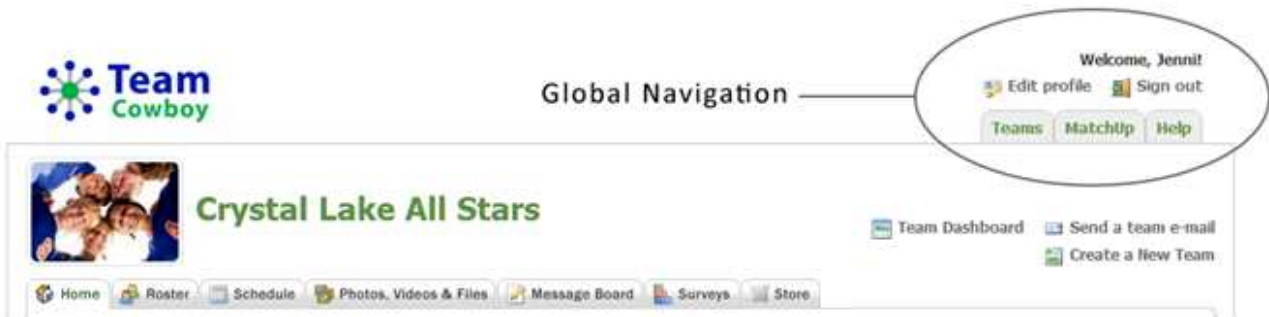 Welcome, Jenni!
Team
Cowboy
Global Navigation
Edit profile Sign out
Teams MatchUp Help
Crystal Lake All Stars
Team Dashboard Send a team e-mail
Create a New Team
Home Roster Schedule Photos, Videos & Files Message Board Surveys Store